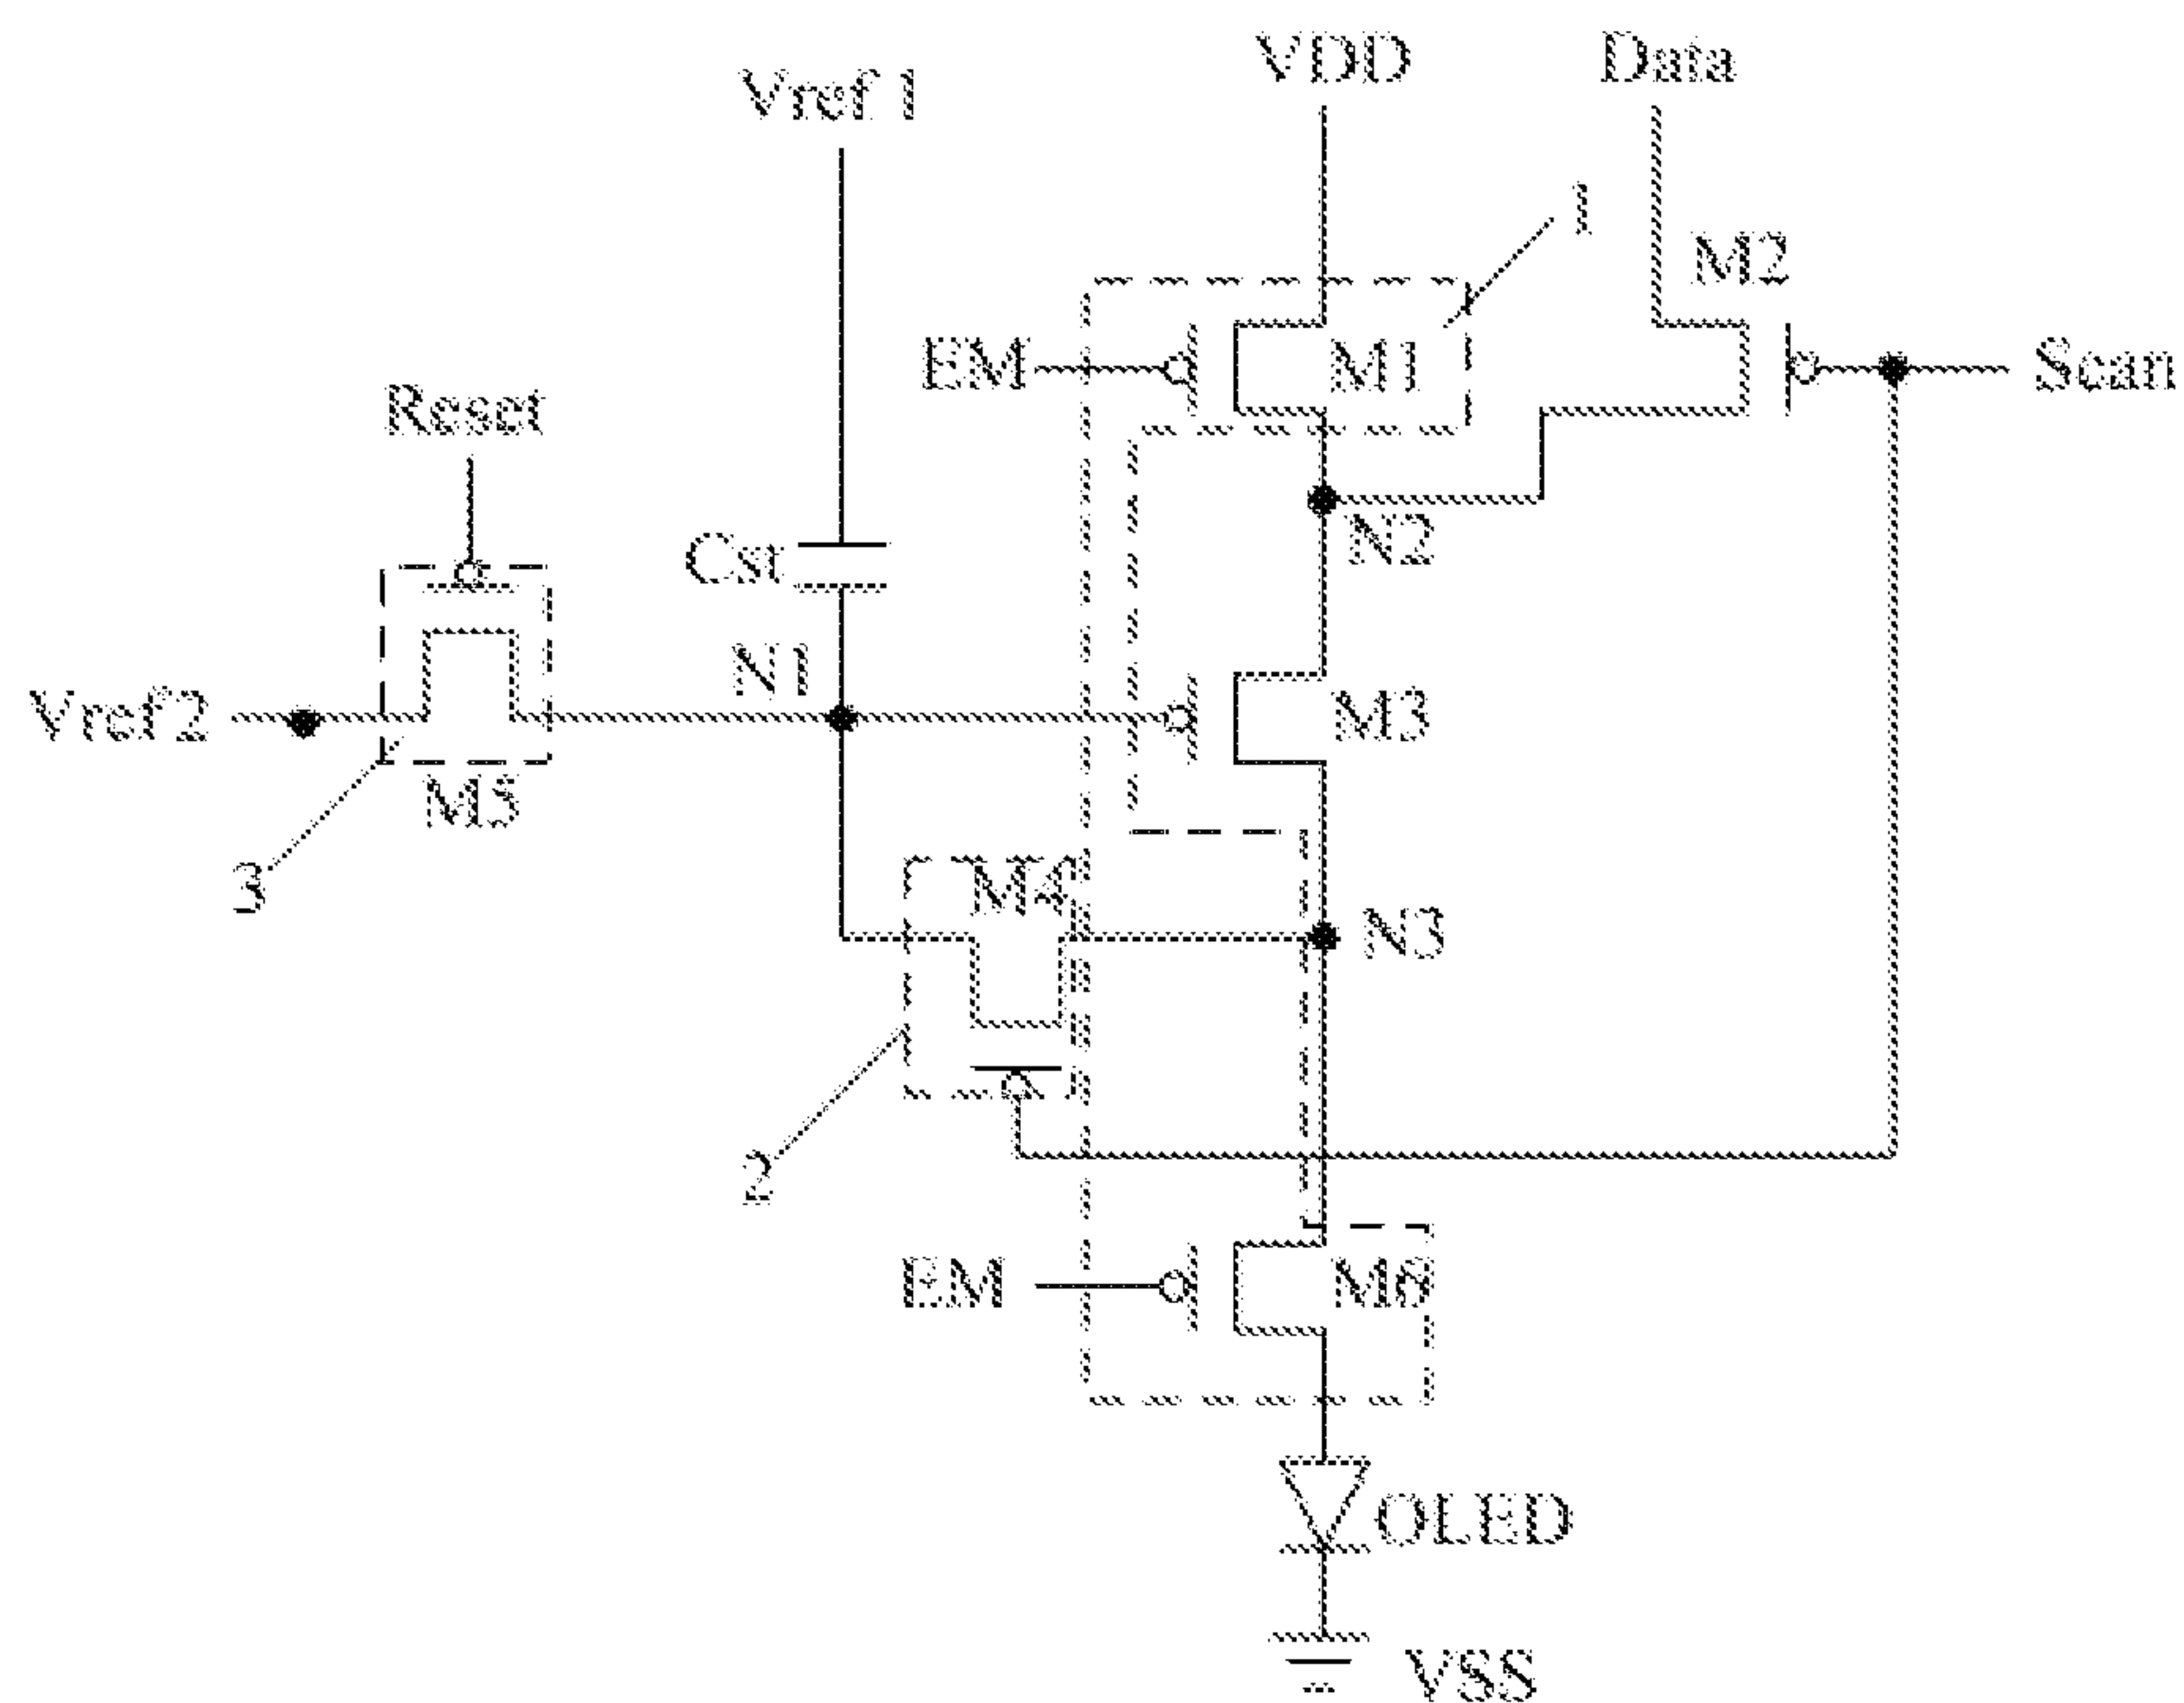 VDD
Data
Vref 1
1
M2
EM
M1
Scan
Reset
N2
Cst
N1
M3
Vref2
M5
3
M4
N3
2
EM
M6
OLED
VSS